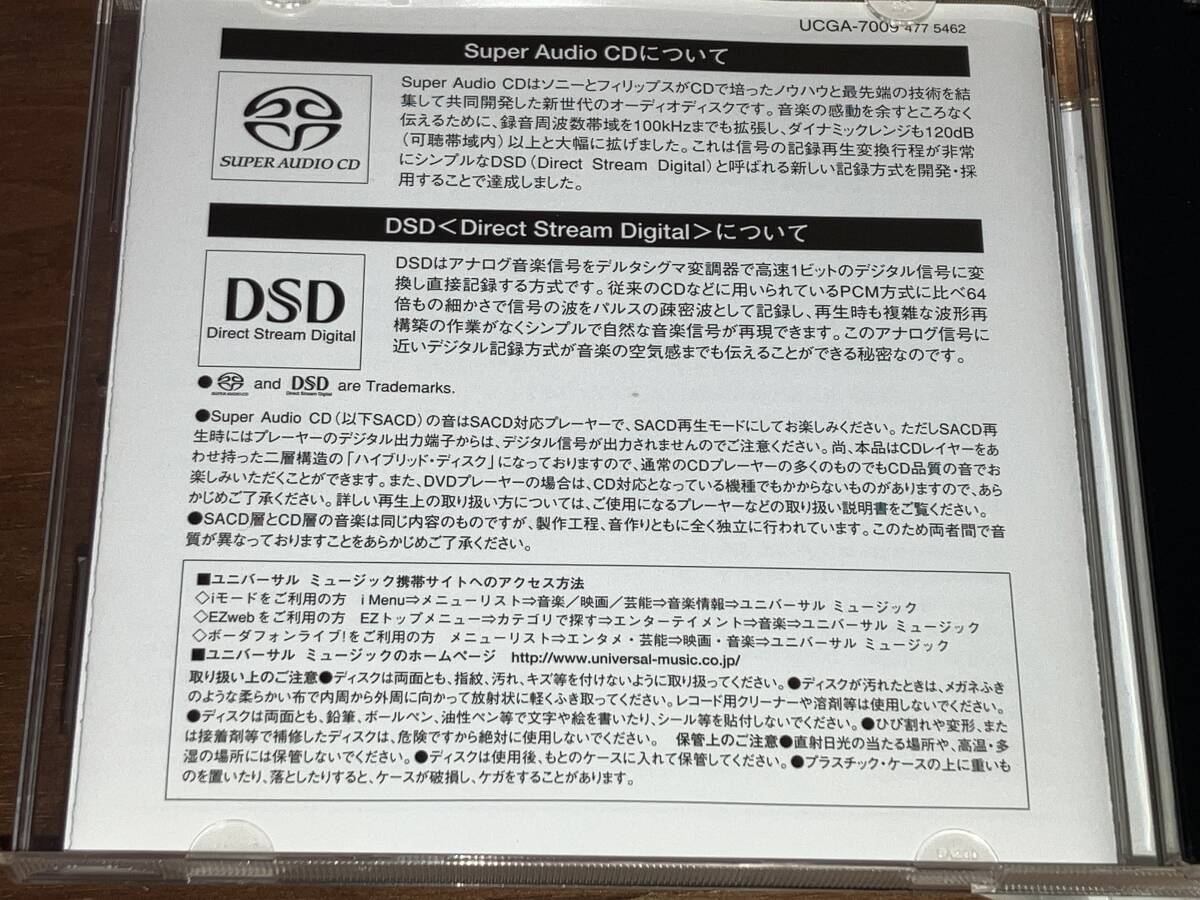 UCGA-7009 477 5462
Super Audio CDについて
SUPER AUDIO CD
Super Audio CDはソニーとフィリップスがCDで培ったノウハウと最先端の技術を結
集して共同開発した新世代のオーディオディスクです。音楽の感動を余すところなく
伝えるために、録音周波数帯域を100kHzまでも拡張し、ダイナミックレンジも120dB
(可聴帯域内)以上と大幅に拡げました。これは信号の記録再生変換行程が非常
にシンプルなDSD(Direct Stream Digital)と呼ばれる新しい記録方式を開発・採
用することで達成しました。
DSD<Direct Stream Digital>について
DSD
Direct Stream Digital
DSDはアナログ音楽信号をデルタシグマ変調器で高速1ビットのデジタル信号に変
換し直接記録する方式です。従来のCDなどに用いられているPCM方式に比べ64
倍もの細かさで信号の波をパルスの疎密波として記録し、再生時も複雑な波形再
構築の作業がなくシンプルで自然な音楽信号が再現できます。このアナログ信号に
近いデジタル記録方式が音楽の空気感までも伝えることができる秘密なのです。
●SUPER AUDIO CD and DSD Direct Stream Digital are Trademarks.
●Super Audio CD(以下SACD)の音はSACD対応プレーヤーで、SACD再生モードにしてお楽しみください。ただしSACD再
生時にはプレーヤーのデジタル出力端子からは、デジタル信号が出力されませんのでご注意ください。尚、本品はCDレイヤーをあ
わせ持った二層構造の「ハイブリッド・ディスク」になっておりますので、通常のCDプレーヤーの多くのものでもCD品質の音でお
楽しみいただくことができます。また、DVDプレーヤーの場合は、CD対応となっている機種でもかからないものがありますので、あら
かじめご了承ください。詳しい再生上の取り扱い方については、ご使用になるプレーヤーなどの取り扱い説明書をご覧ください。
●SACD層とCD層の音楽は同じ内容のものですが、製作工程、音作りともに全く独立に行われています。このため両者間で音
質が異なっておりますことをあらかじめご了承ください。
■ユニバーサル ミュージック携帯サイトへのアクセス方法
◇iモードをご利用の方 i Menu⇒メニューリスト⇒音楽/映画/芸能⇒音楽情報⇒ユニバーサル ミュージック
◇EZwebをご利用の方 EZトップメニュー⇒カテゴリで探す⇒エンターテイメント⇒音楽⇒ユニバーサル ミュージック
◇ボーダフォンライブ!をご利用の方 メニューリスト⇒エンタメ・芸能⇒映画・音楽⇒ユニバーサル ミュージック
■ユニバーサル ミュージックのホームページ http://www.universal-music.co.jp/
取り扱い上のご注意●ディスクは両面とも、指紋、汚れ、キズ等を付けないように取り扱ってください。●ディスクが汚れたときは、メガネふき
のような柔らかい布で内周から外周に向かって放射状に軽くふき取ってください。レコード用クリーナーや溶剤等は使用しないでください。
●ディスクは両面とも、鉛筆、ボールペン、油性ペン等で文字や絵を書いたり、シール等を貼付しないでください。●ひび割れや変形、また
は接着剤等で補修したディスクは、危険ですから絶対に使用しないでください。 保管上のご注意●直射日光の当たる場所や、高温・多
湿の場所には保管しないでください。●ディスクは使用後、もとのケースに入れて保管してください。●プラスチック・ケースの上に重いも
のを置いたり、落としたりすると、ケースが破損し、ケガをすることがあります。